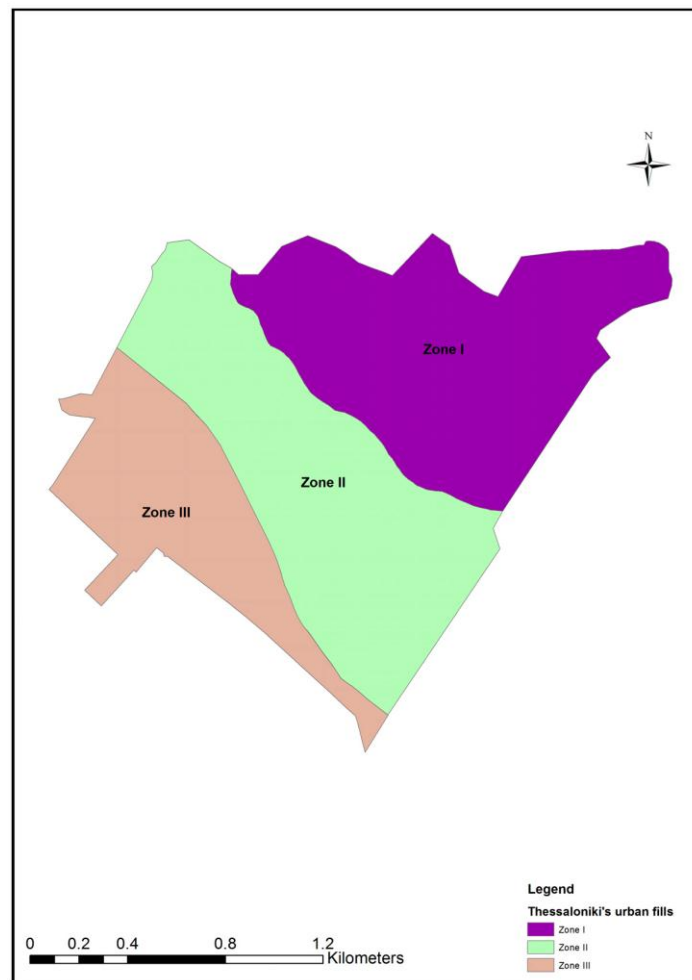 N
Zone I
Zone II
Zone III
Legend
Thessaloniki's urban fills
Zone I
Zone II
Zone III
0 0.2 0.4 0.8 1.2
Kilometers